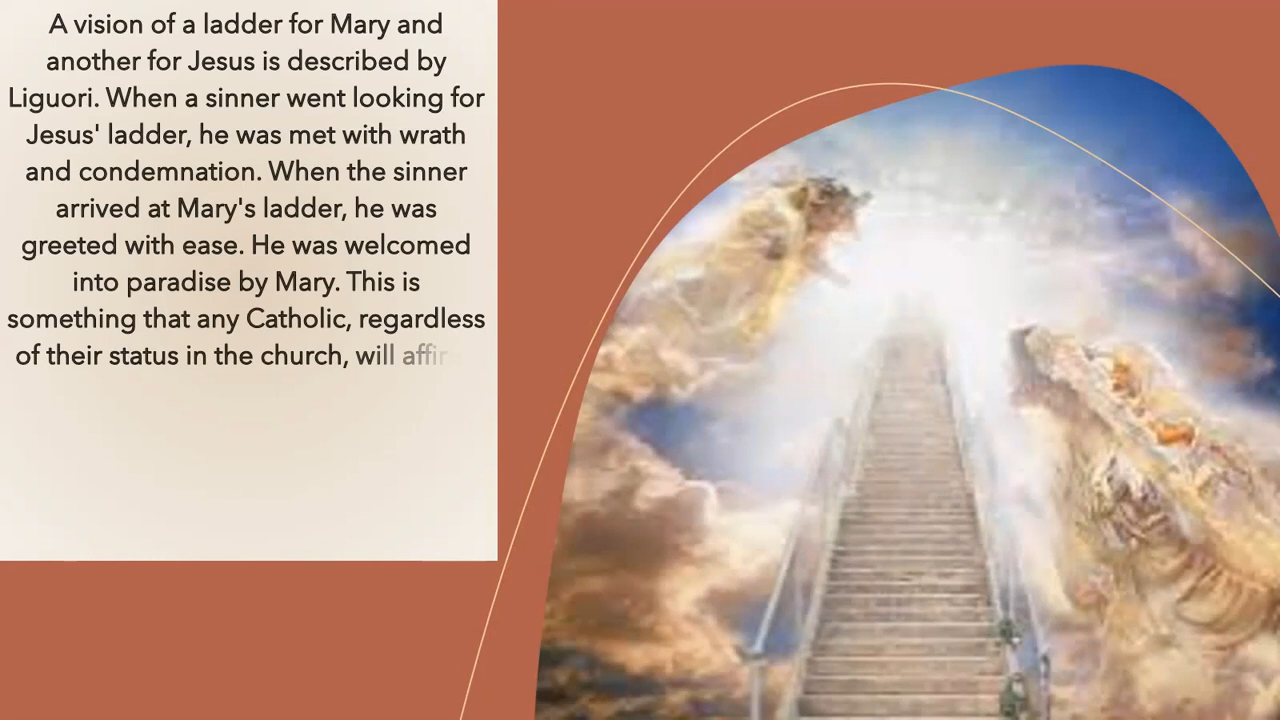 A vision of a ladder for Mary and
another for Jesus is described by
Liguori. When a sinner went looking for
Jesus' ladder, he was met with wrath
and condemnation. When the sinner
arrived at Mary's ladder, he was
greeted with ease. He was welcomed
into paradise by Mary. This is
something that any Catholic, regardless
of their status in the church, will